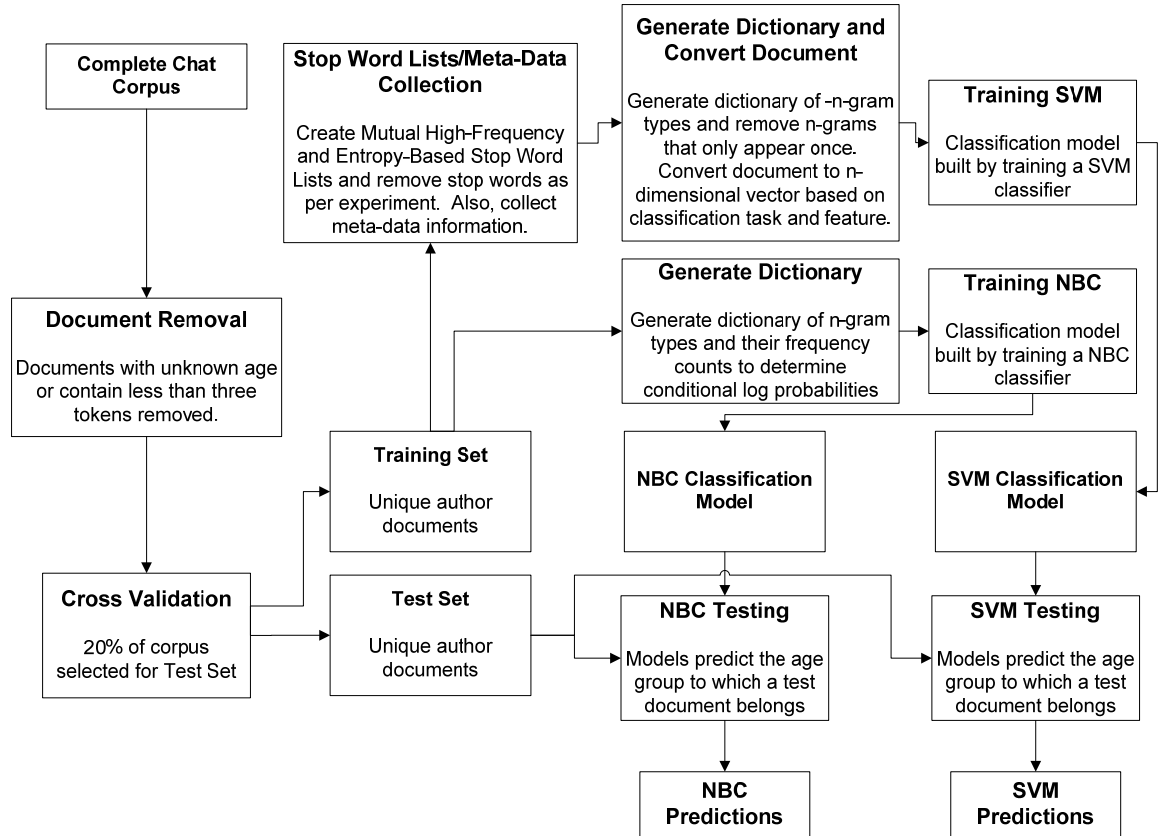 Complete Chat
Corpus
Stop Word Lists/Meta-Data
Collection
Create Mutual High-Frequency
and Entropy-Based Stop Word
Lists and remove stop words as
per experiment. Also, collect
meta-data information.
Generate Dictionary and
Convert Document
Generate dictionary of -n-gram
types and remove n-grams
that only appear once.
Convert document to n-
dimensional vector based on
classification task and feature.
Training SVM
Classification model
built by training a SVM
classifier
Document Removal
Documents with unknown age
or contain less than three
tokens removed.
Generate Dictionary
Generate dictionary of n-gram
types and their frequency
counts to determine
conditional log probabilities
Training NBC
Classification model
built by training a NBC
classifier
Training Set
Unique author
documents
NBC Classification
Model
SVM Classification
Model
Cross Validation
20% of corpus
selected for Test Set
Test Set
Unique author
documents
NBC Testing
Models predict the age
group to which a test
document belongs
SVM Testing
Models predict the age
group to which a test
document belongs
NBC
Predictions
SVM
Predictions